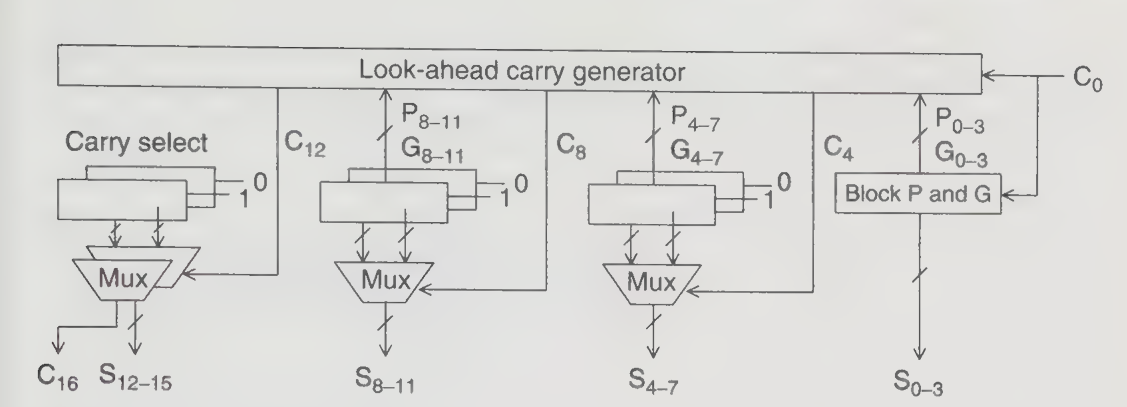 Look-ahead carry generator
C0
P8–11
G8–11
P4–7
G4–7
P0–3
G0–3
Carry select
C12
C8
C4
0
1
0
1
0
1
Block P and G
Mux
Mux
Mux
C16
S12–15
S8–11
S4–7
S0–3